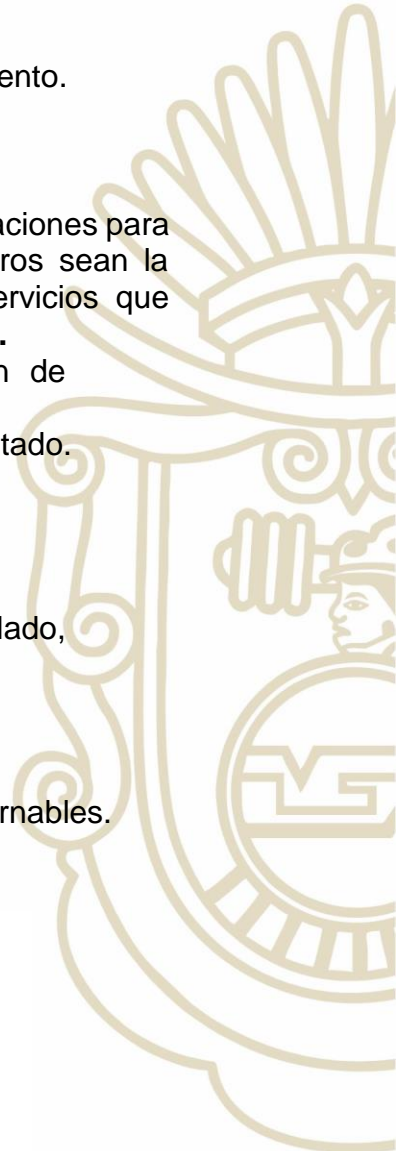 ento.
aciones para
ros sean la
ervicios que
.
n de
tado.
lado,
rnables.